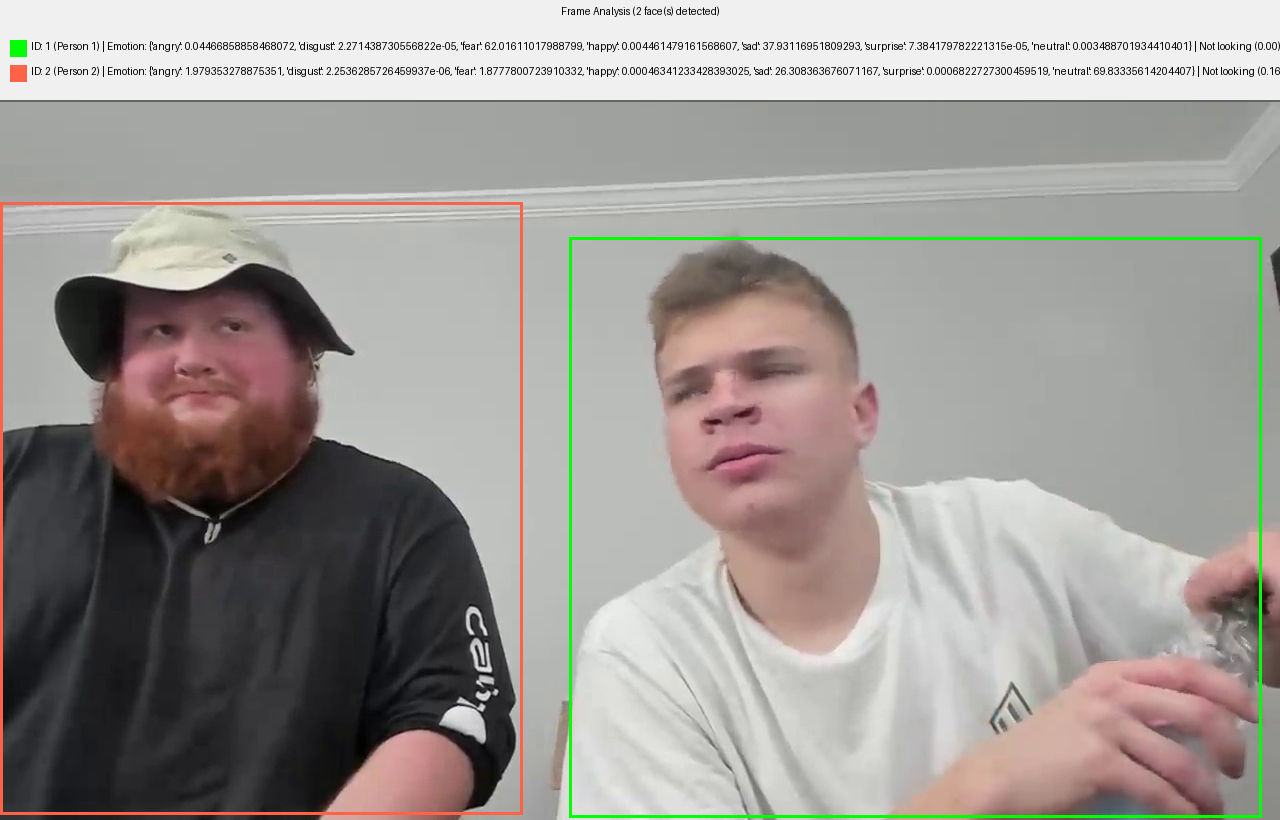 Frame Analysis (2 face(s) detected)
ID: 1 (Person 1) | Emotion: {'angry': 0.04466858858468072, 'disgust': 2.271438730556822e-05, 'fear': 62.01611017988799, 'happy': 0.004461479161569307, 'sad': 37.93116951809293, 'surprise': 7.384179782221315e-05, 'neutral': 0.003488701934410401} | Not looking (0.00)
ID: 2 (Person 2) | Emotion: {'angry': 1.979353278875351, 'disgust': 2.2536285726459937e-06, 'fear': 1.8777800723910332, 'happy': 0.00046341233428393025, 'sad': 26.308363676071167, 'surprise': 0.0006822727300459519, 'neutral': 69.83335614204407} | Not looking (0.16